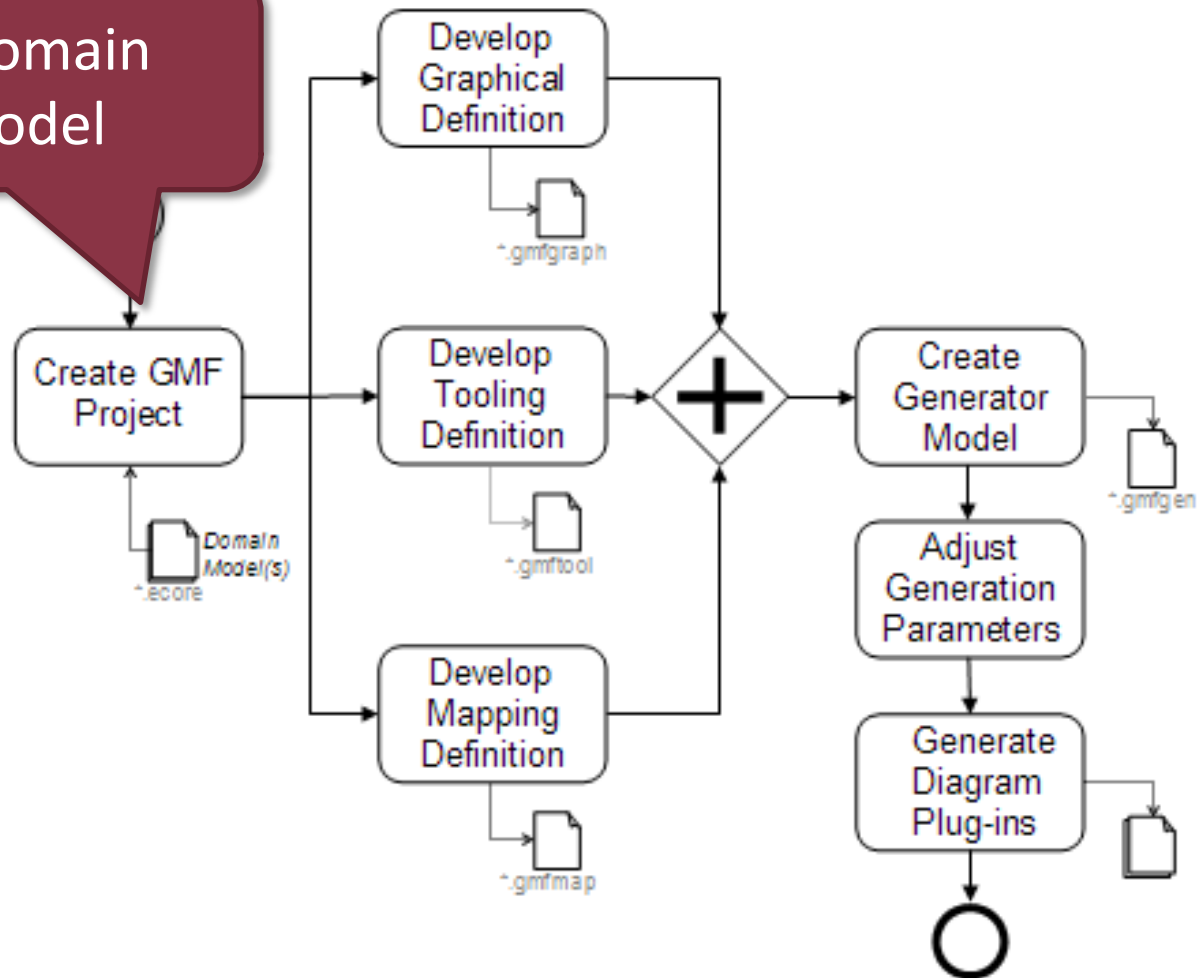 omain
odel
Develop
Graphical
Definition
*.gmfgraph
Create GMF
Project
Domain
Model(s)
*.ecore
Develop
Tooling
Definition
*.gmftool
Develop
Mapping
Definition
*.gmfmap
Create
Generator
Model
*.gmfgen
Adjust
Generation
Parameters
Generate
Diagram
Plug-ins